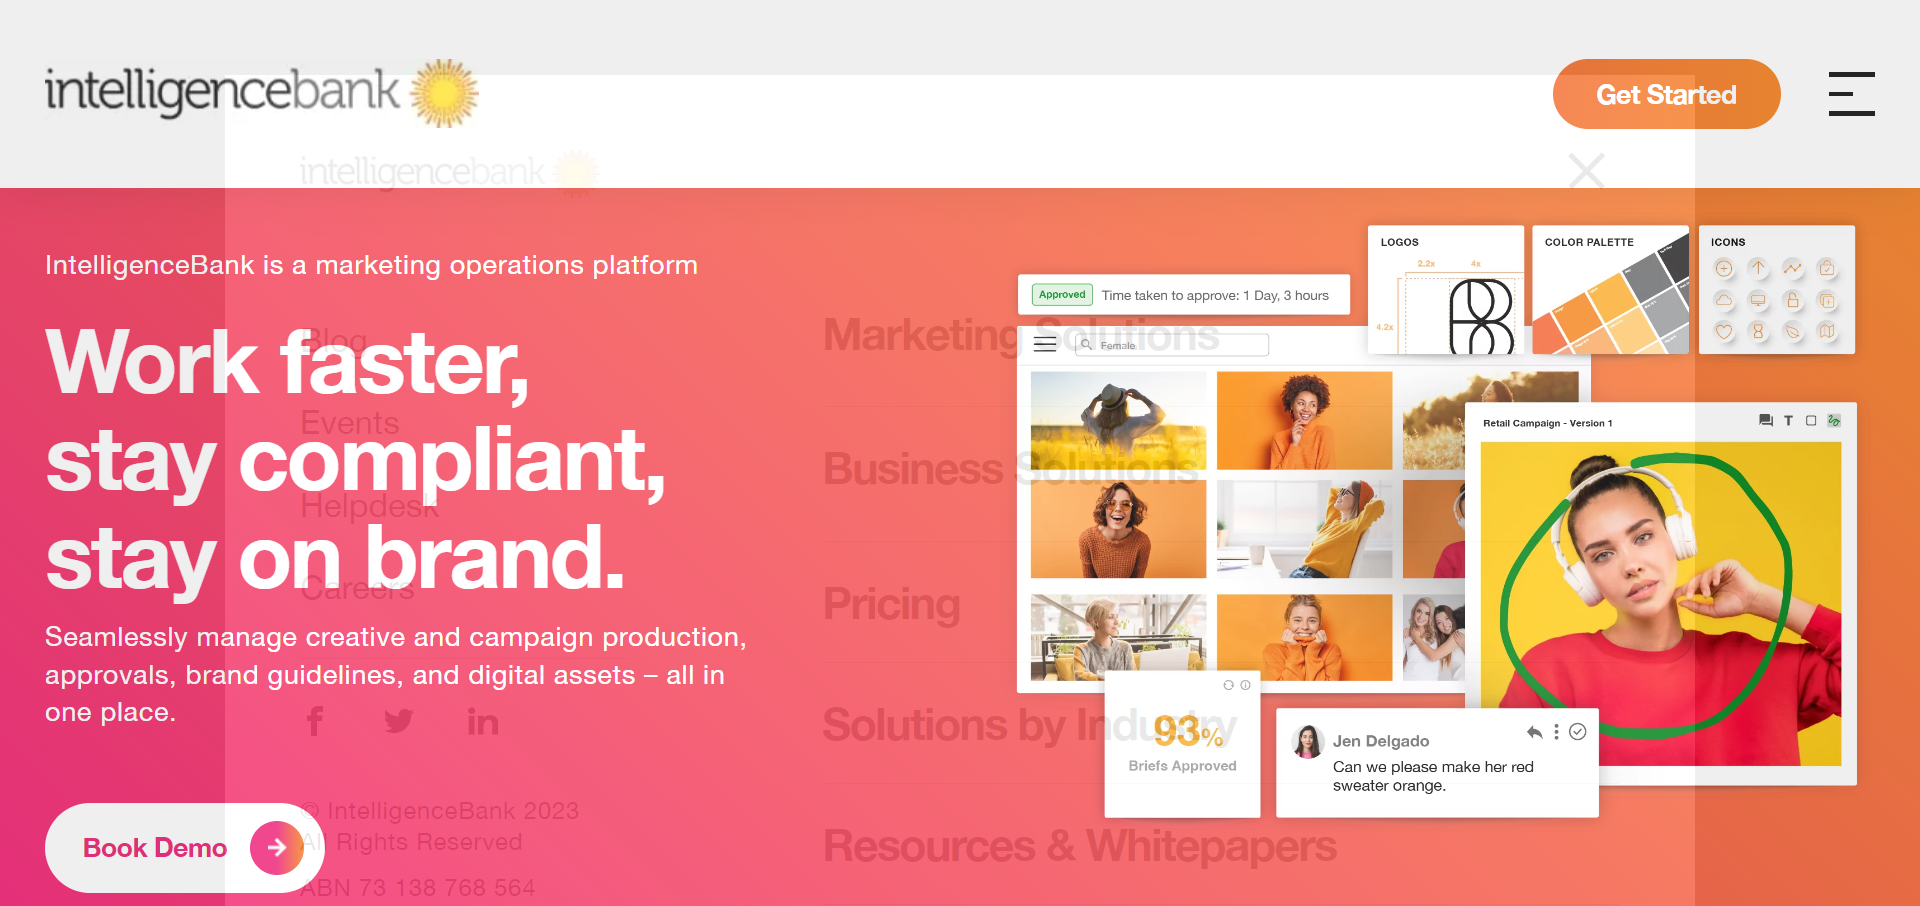 intelligencebank
Get Started
intelligencebank
IntelligenceBank is a marketing operations platform
Work faster,
stay compliant,
stay on brand.
Seamlessly manage creative and campaign production,
approvals, brand guidelines, and digital assets – all in
one place.
Book Demo
Blog
Events
Helpdesk
Careers
© IntelligenceBank 2023
All Rights Reserved
ABN 73 138 768 564
Marketing Solutions
Business Solutions
Pricing
Solutions by Industry
Resources & Whitepapers
Approved
Time taken to approve: 1 Day, 3 hours
Female
LOGOS
2.2x
4x
4.2x
COLOR PALETTE
ICONS
Retail Campaign - Version 1
T
93%
Briefs Approved
Jen Delgado
Can we please make her red
sweater orange.